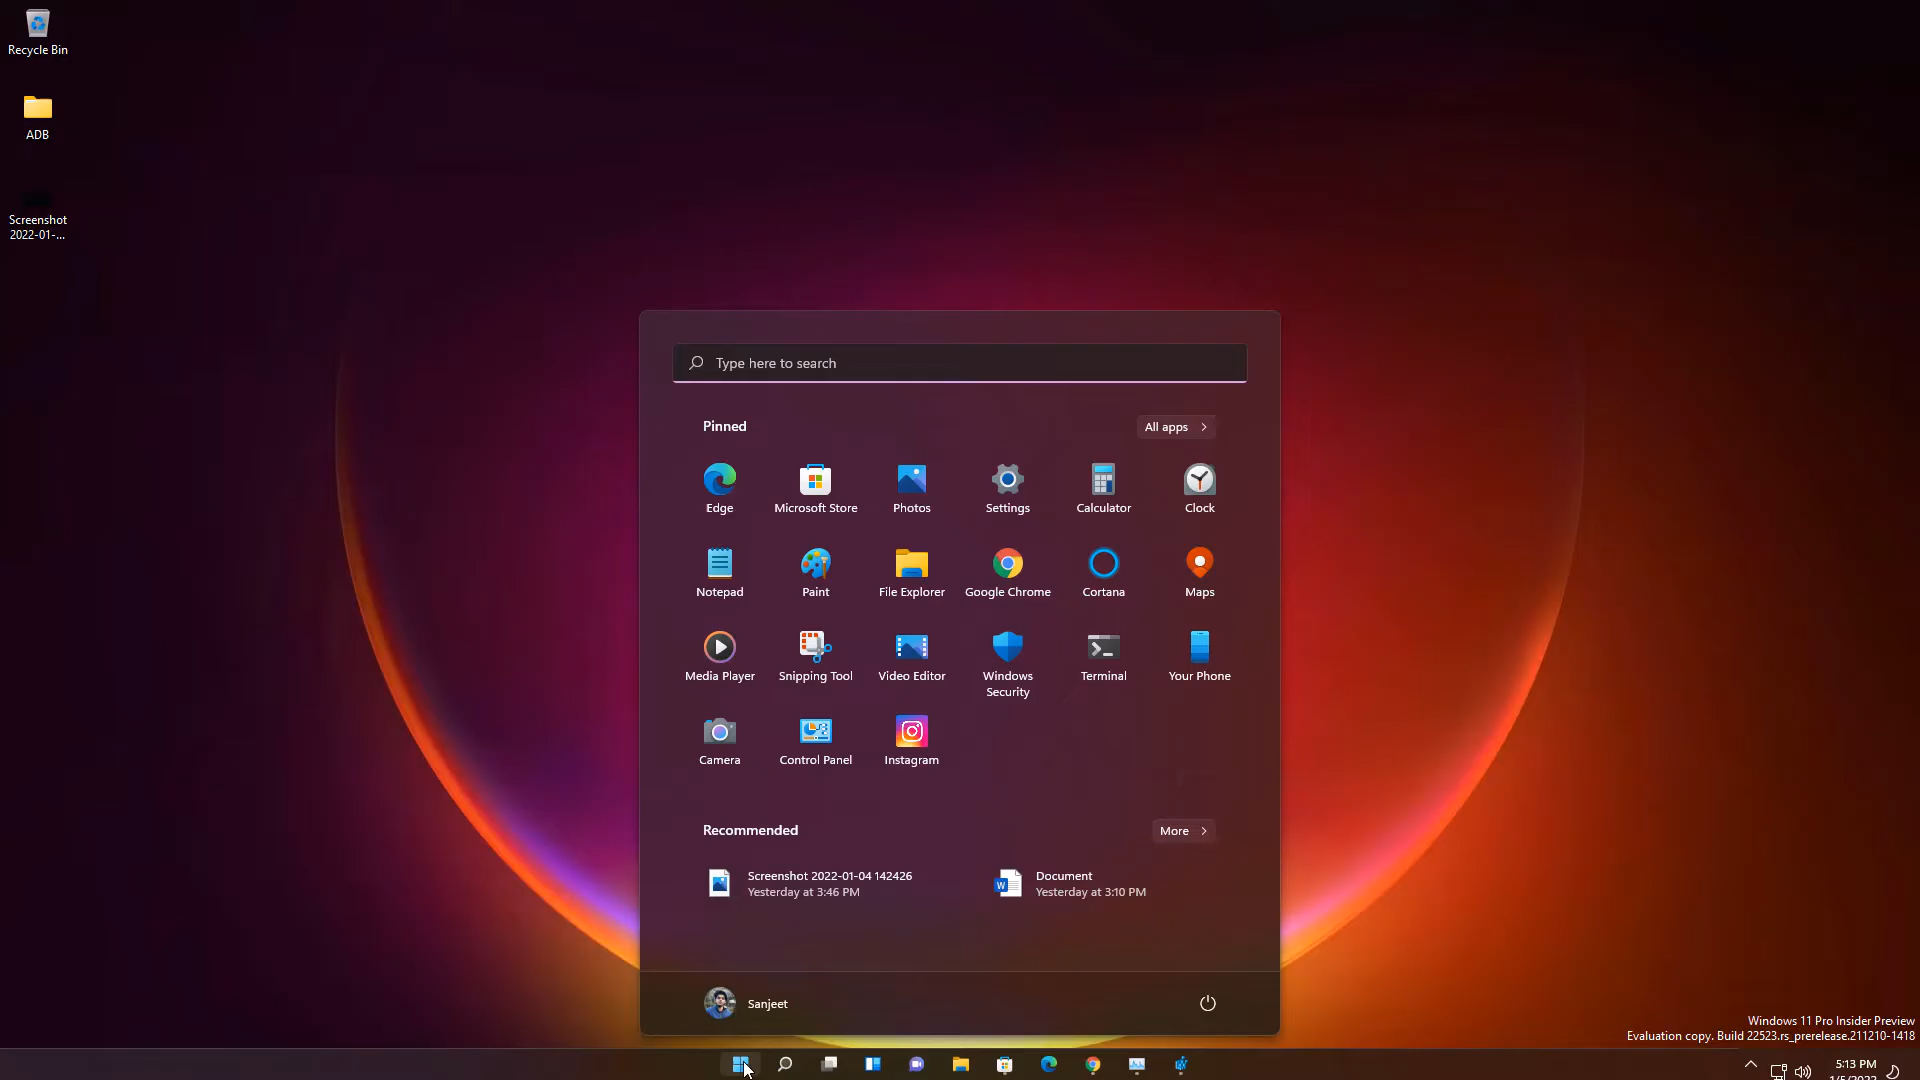 Recycle Bin
ADB
Screenshot
2022-01-...
Type here to search
Pinned
All apps
Edge
Microsoft Store
Photos
Settings
Calculator
Clock
Notepad
Paint
File Explorer
Google Chrome
Cortana
Maps
Media Player
Snipping Tool
Video Editor
Windows
Security
Terminal
Your Phone
Camera
Control Panel
Instagram
Recommended
More
Screenshot 2022-01-04 142426
Yesterday at 3:46 PM
Document
Yesterday at 3:10 PM
Sanjeet
Windows 11 Pro Insider Preview
Evaluation copy. Build 22523.rs_prerelease.211210-1418
5:13 PM
1/5/2022